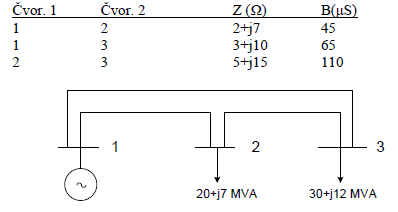 Čvor. 1 Čvor. 2 Z (Ω) B(µS)
1 2 2+j7 45
1 3 3+j10 65
2 3 5+j15 110
1 2 3
20+j7 MVA 30+j12 MVA